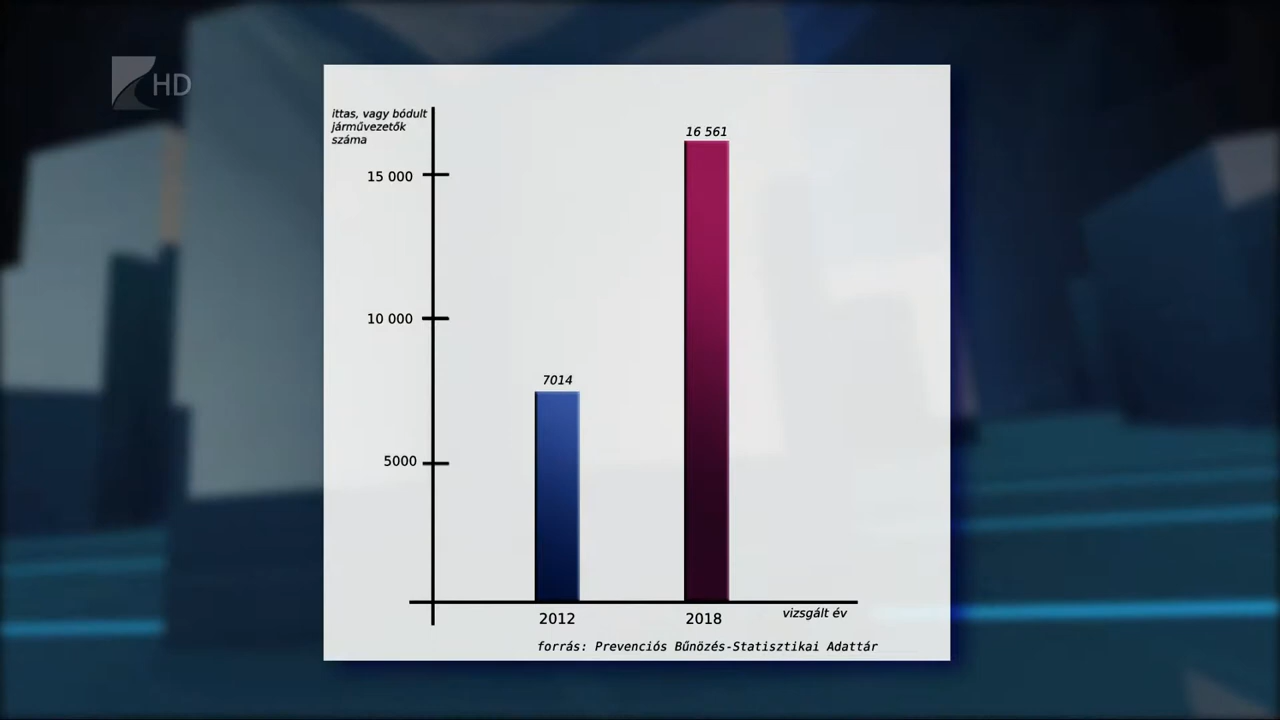 HD
ittas, vagy bódult
járművezetők
száma
16 561
15 000
10 000
7014
5000
2012
2018
vizsgált év
forrás: Prevenciós Bűnözés-Statisztikai Adattár